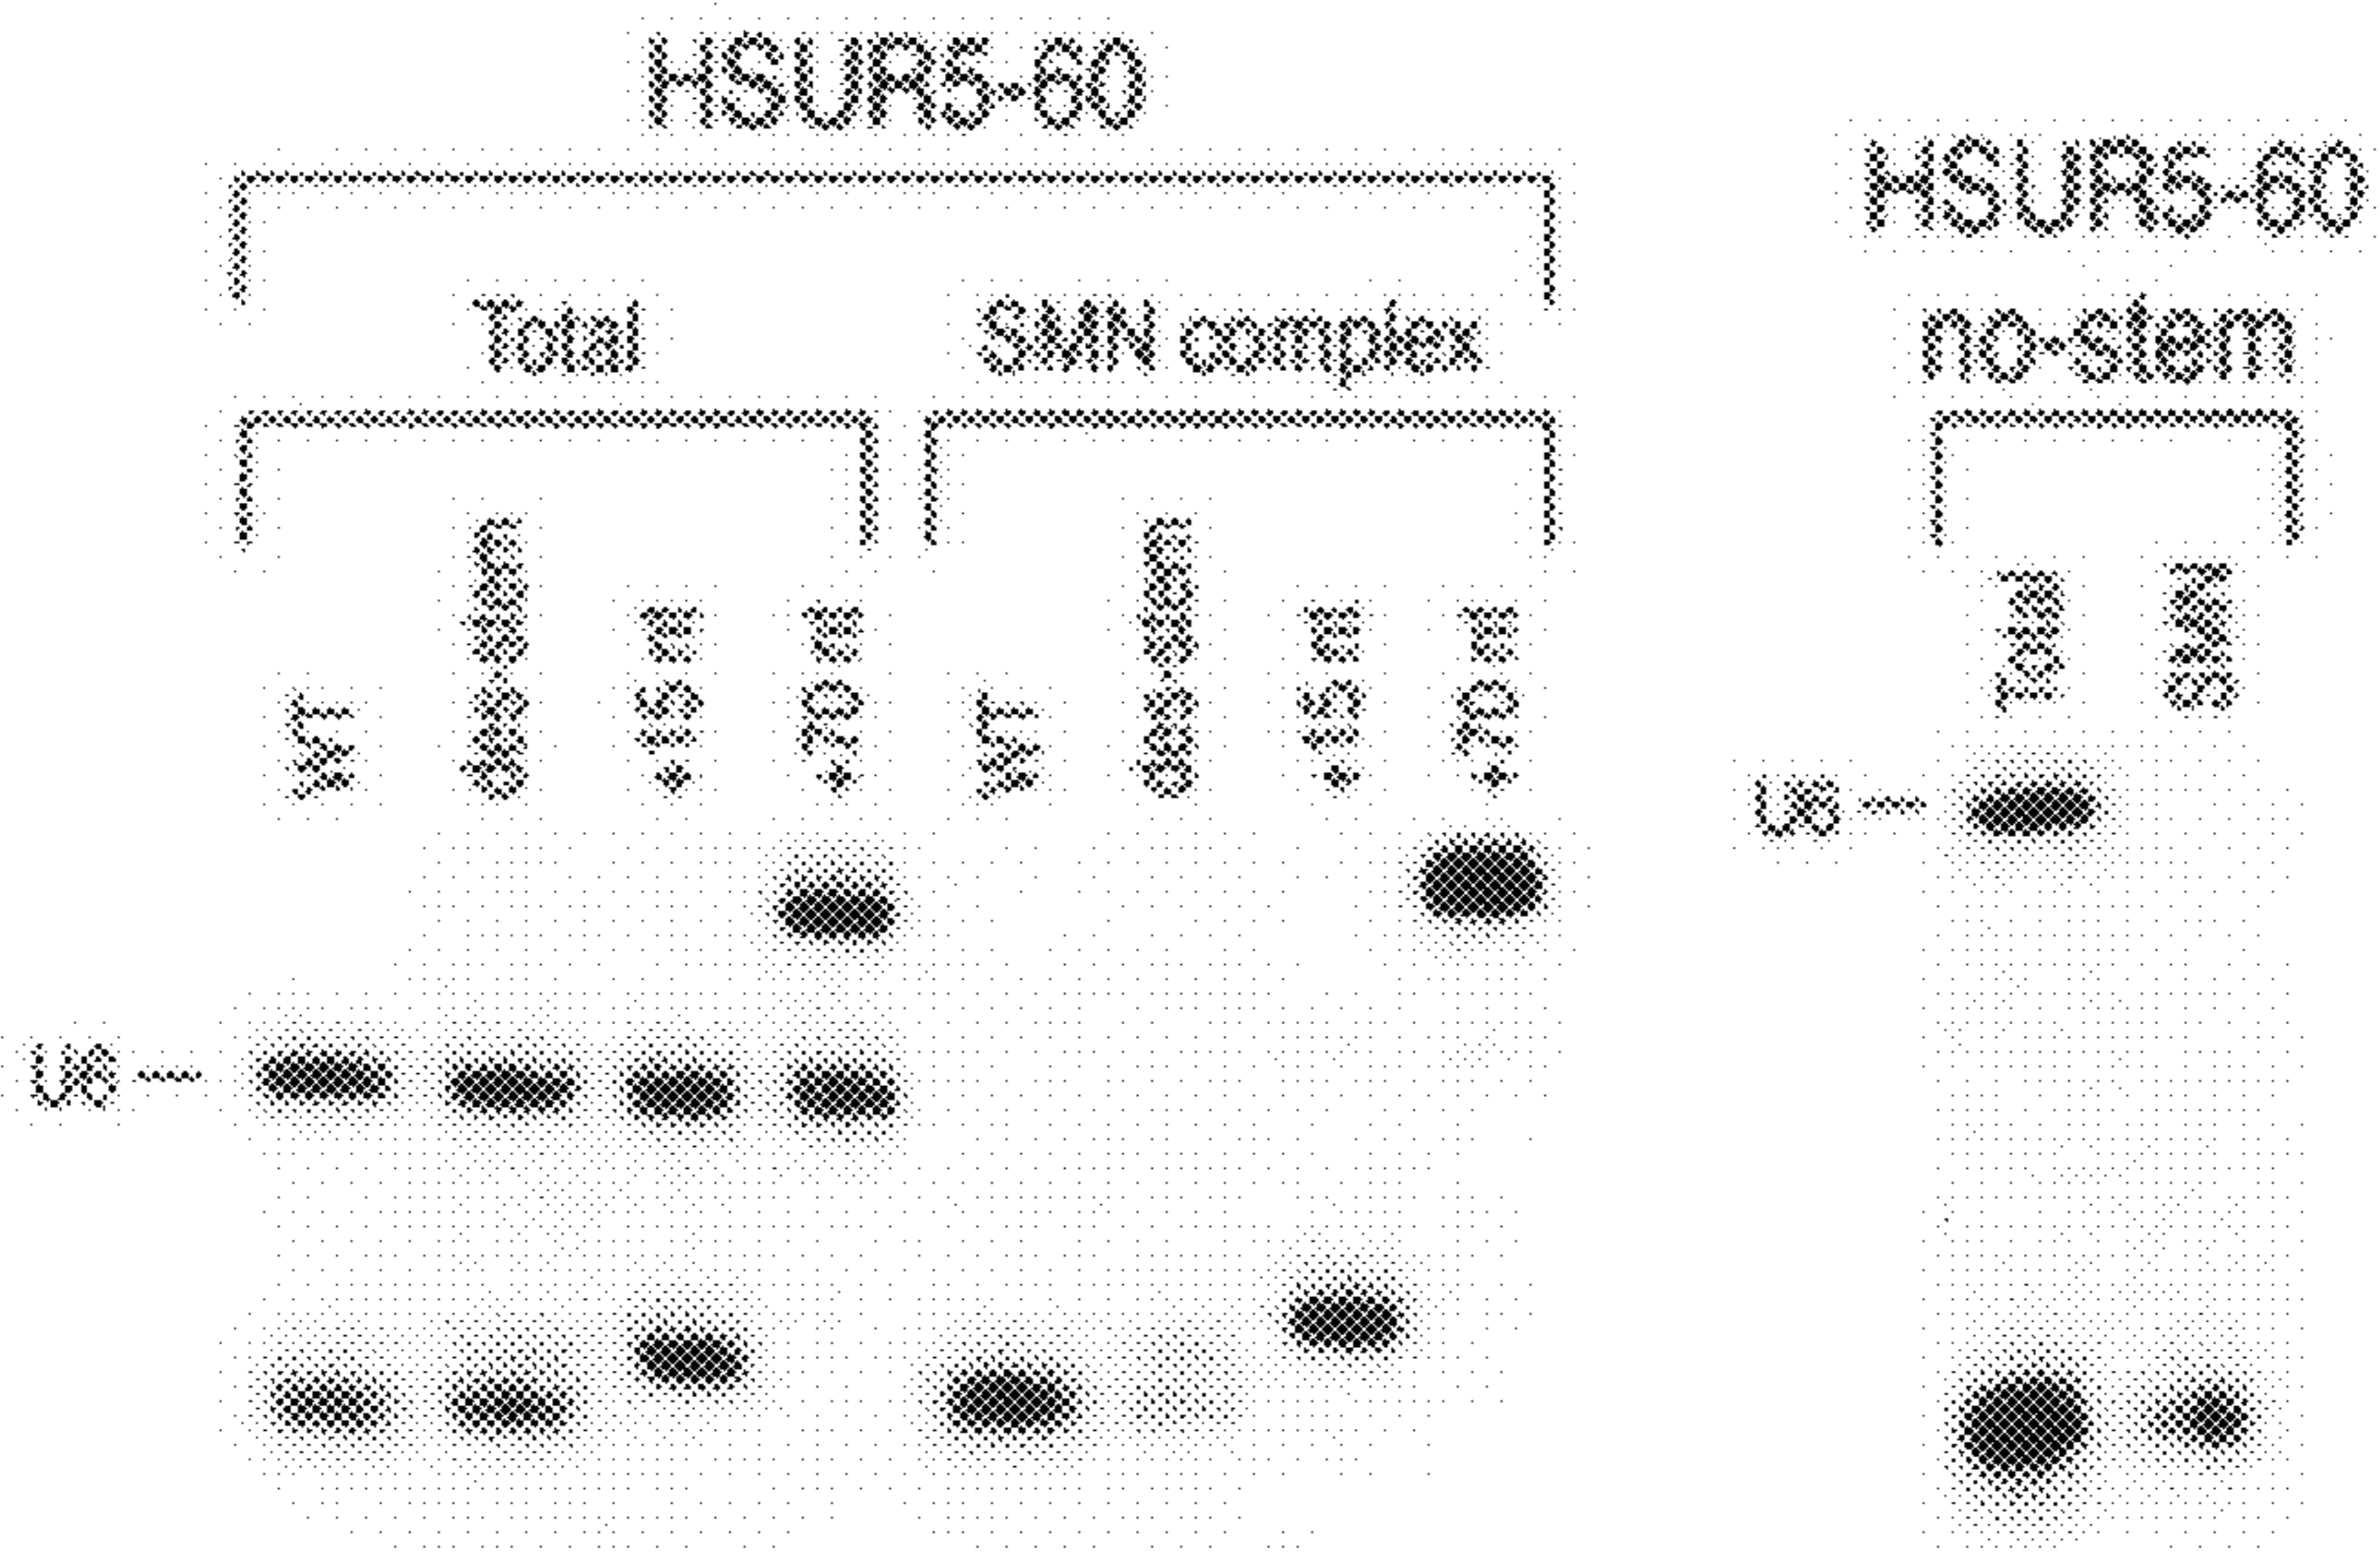 HSUR5-60
HSUR5-60
Total
SMN complex
no-stem
WT
+15 nt
+70 nt
WT
+15 nt
+70 nt
Total
SMN
U6
U6